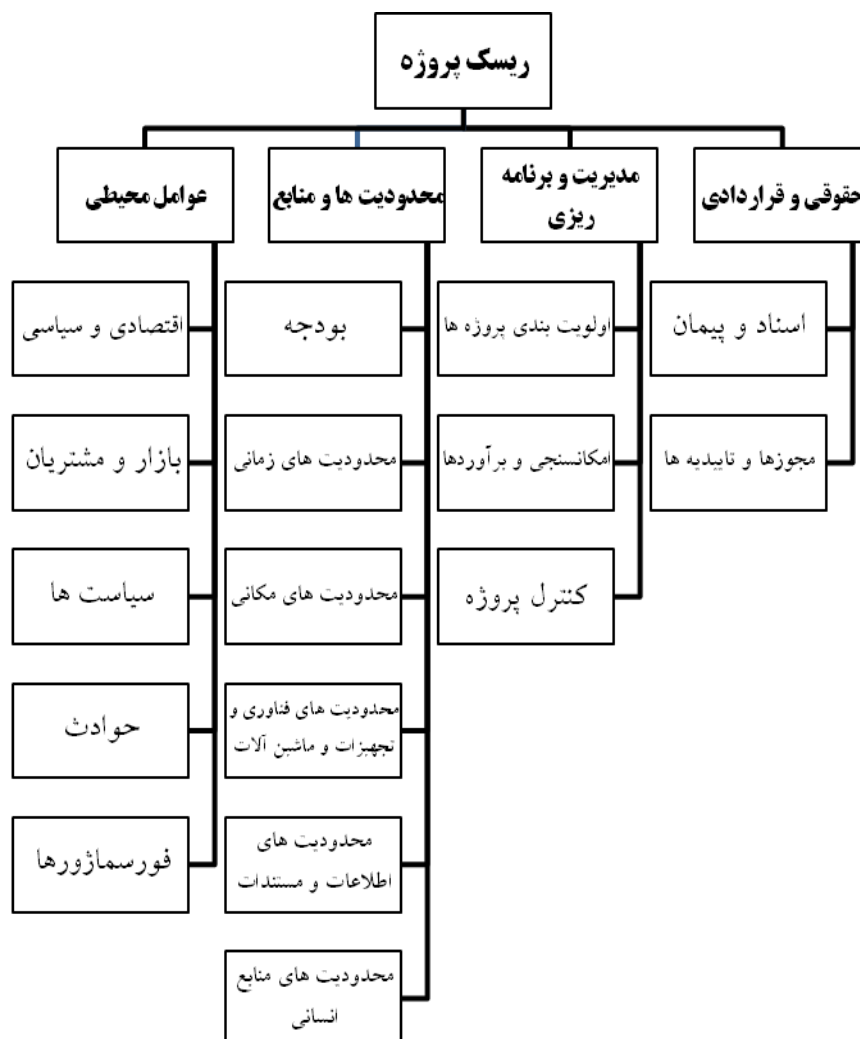 ریسک پروژه
حقوقی و قراردادی
اسناد و پیمان
مجوزها و تاییدیه ها
مدیریت و برنامه
ریزی
اولویت بندی پروژه ها
امکانسنجی و برآوردها
کنترل پروژه
محدودیت ها و منابع
بودجه
محدودیت های زمانی
محدودیت های مکانی
محدودیت های فناوری و
تجهیزات و ماشین آلات
محدودیت های
اطلاعات و مستندات
محدودیت های منابع
انسانی
عوامل محیطی
اقتصادی و سیاسی
بازار و مشتریان
سیاست ها
حوادث
فورسماژورها